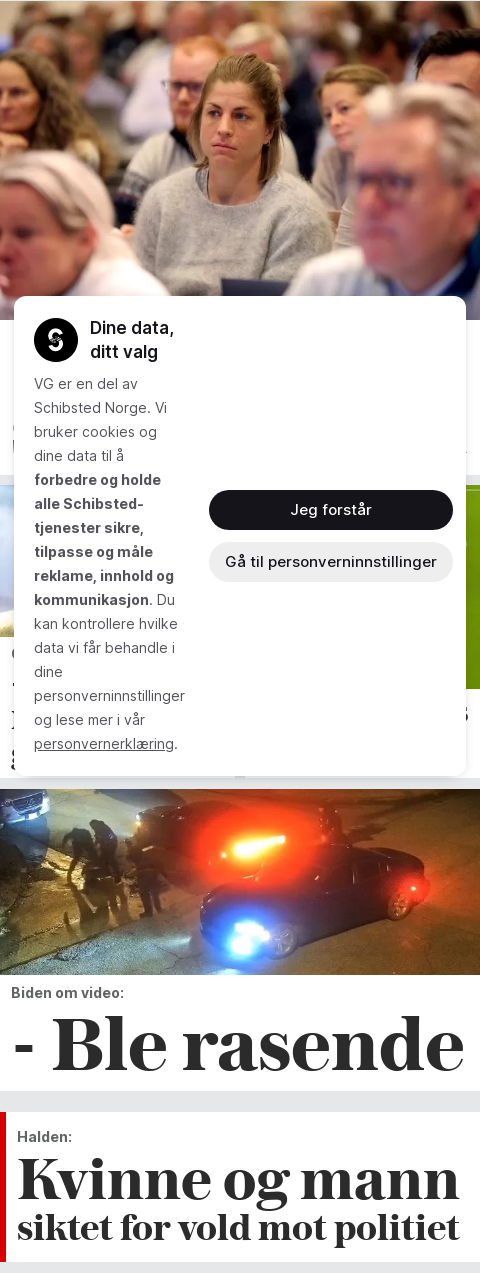 Dine data,
ditt valg
VG er en del av
Schibsted Norge. Vi
bruker cookies og
dine data til å
forbedre og holde
alle Schibsted-
tjenester sikre,
tilpasse og måle
reklame, innhold og
kommunikasjon. Du
kan kontrollere hvilke
data vi får behandle i
dine
personverninnstillinger
og lese mer i vår
personvernerklæring.
Jeg forstår
Gå til personverninnstillinger
Biden om video:
- Ble rasende
Halden:
Kvinne og mann
siktet for vold mot politiet